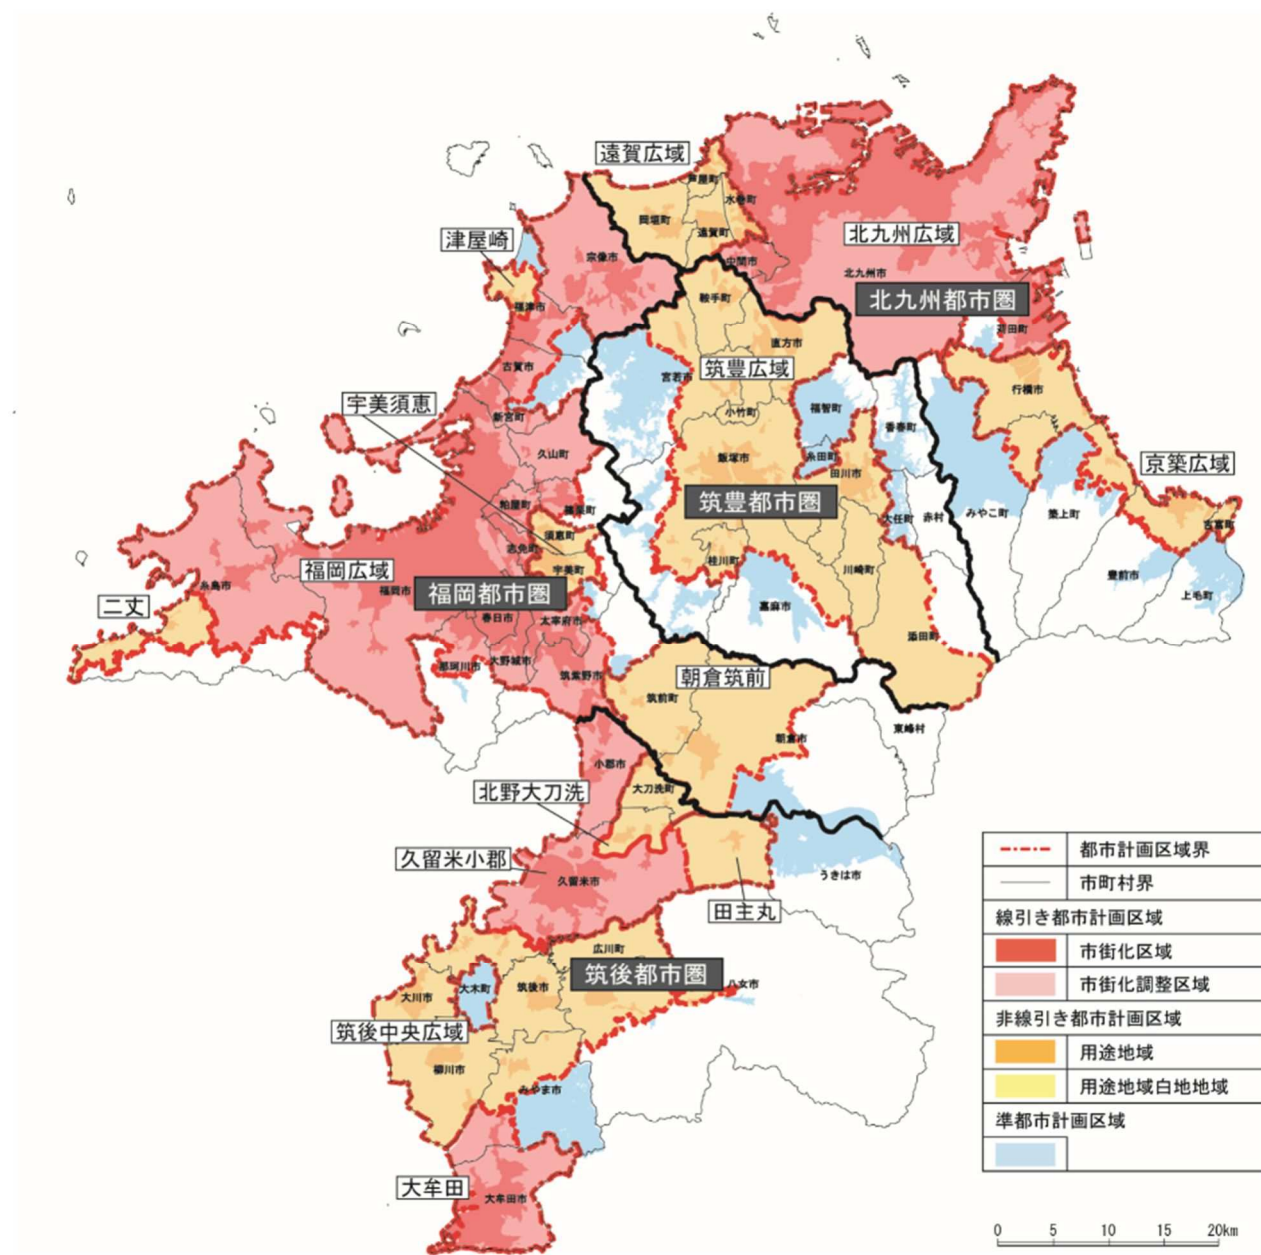 遠賀広域
芦屋町
水巻町
岡垣町
遠賀町
津屋崎
宗像市
中間市
北九州広域
北九州市
北九州都市圏
福津市
鞍手町
苅田町
直方市
古賀市
宮若市
筑豊広域
行橋市
宇美須恵
新宮町
小竹町
福智町
香春町
久山町
飯塚市
糸田町
田川市
京築広域
粕屋町
篠栗町
筑豊都市圏
大任町
赤村
みやこ町
築上町
吉富町
須恵町
志免町
宇美町
桂川町
川崎町
豊前市
上毛町
福岡広域
糸島市
福岡市
福岡都市圏
二丈
春日市
太宰府市
嘉麻市
添田町
那珂川市
大野城市
筑紫野市
朝倉筑前
筑前町
朝倉市
東峰村
小郡市
北野大刀洗
大刀洗町
久留米小郡
久留米市
うきは市
田主丸
広川町
筑後都市圏
八女市
大川市
大木町
筑後市
筑後中央広域
柳川市
みやま市
大牟田
大牟田市
都市計画区域界
市町村界
線引き都市計画区域
市街化区域
市街化調整区域
非線引き都市計画区域
用途地域
用途地域白地地域
準都市計画区域
0 5 10 15 20km